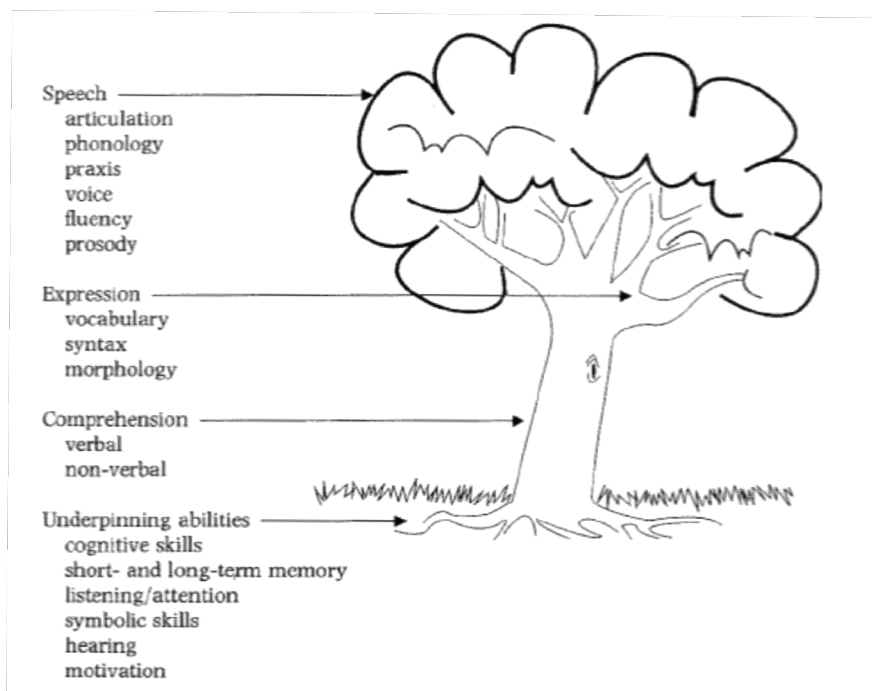 Speech
articulation
phonology
praxis
voice
fluency
prosody
Expression
vocabulary
syntax
morphology
Comprehension
verbal
non-verbal
Underpinning abilities
cognitive skills
short- and long-term memory
listening/attention
symbolic skills
hearing
motivation